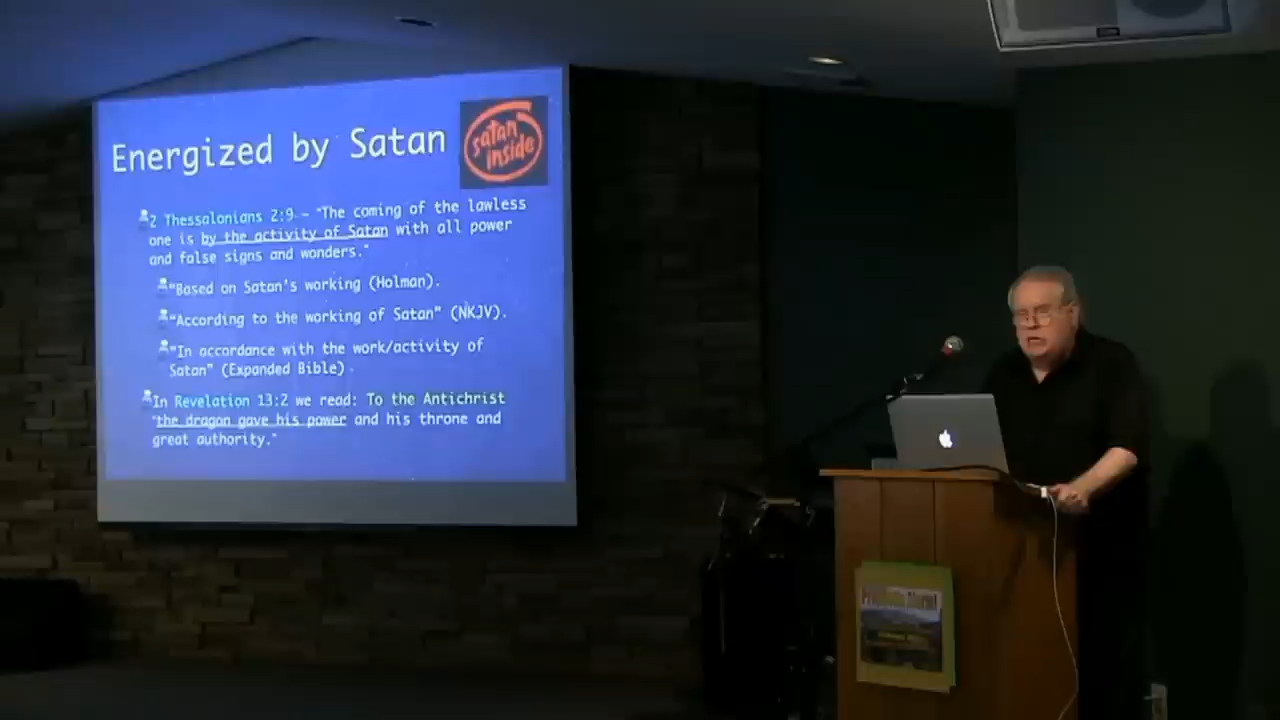 Energized by Satan
satan
inside
2 Thessalonians 2:9 – "The coming of the lawless
one is by the activity of Satan with all power
and false signs and wonders."
"Based on Satan's working (Holman).
"According to the working of Satan" (NKJV).
"In accordance with the work/activity of
Satan" (Expanded Bible).
In Revelation 13:2 we read: To the Antichrist
"the dragon gave his power and his throne and
great authority."